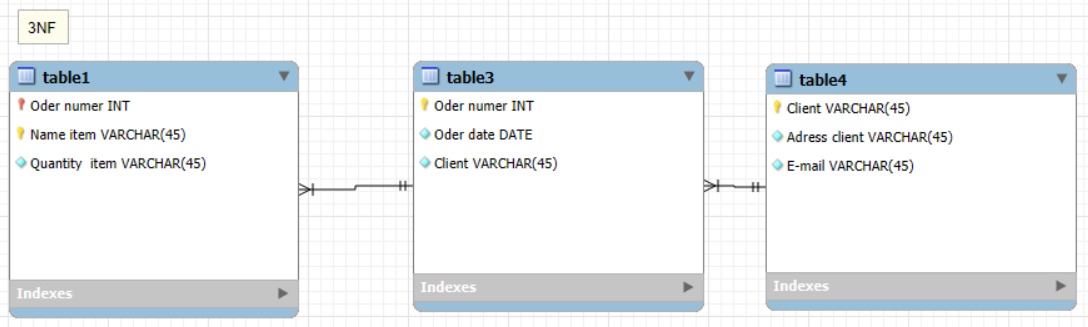 3NF
table1
Oder numer INT
Name item VARCHAR(45)
Quantity item VARCHAR(45)
Indexes
table3
Oder numer INT
Oder date DATE
Client VARCHAR(45)
Indexes
table4
Client VARCHAR(45)
Adress client VARCHAR(45)
E-mail VARCHAR(45)
Indexes